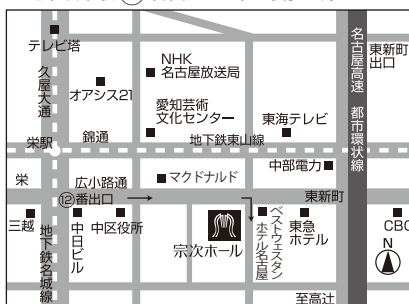 テレビ塔
久屋大通
オアシス21
NHK
名古屋放送局
愛知芸術
文化センター
東海テレビ
名古屋高速 都市環状線
東新町
出口
栄駅
錦通
地下鉄東山線
中部電力
栄
広小路通
マクドナルド
東新町
⑫番出口
三越
地下鉄名城線
中日ビル
中区役所
宗次ホール
ベストウェスタン
ホテル名古屋
東急
ホテル
CBC
N
至高辻